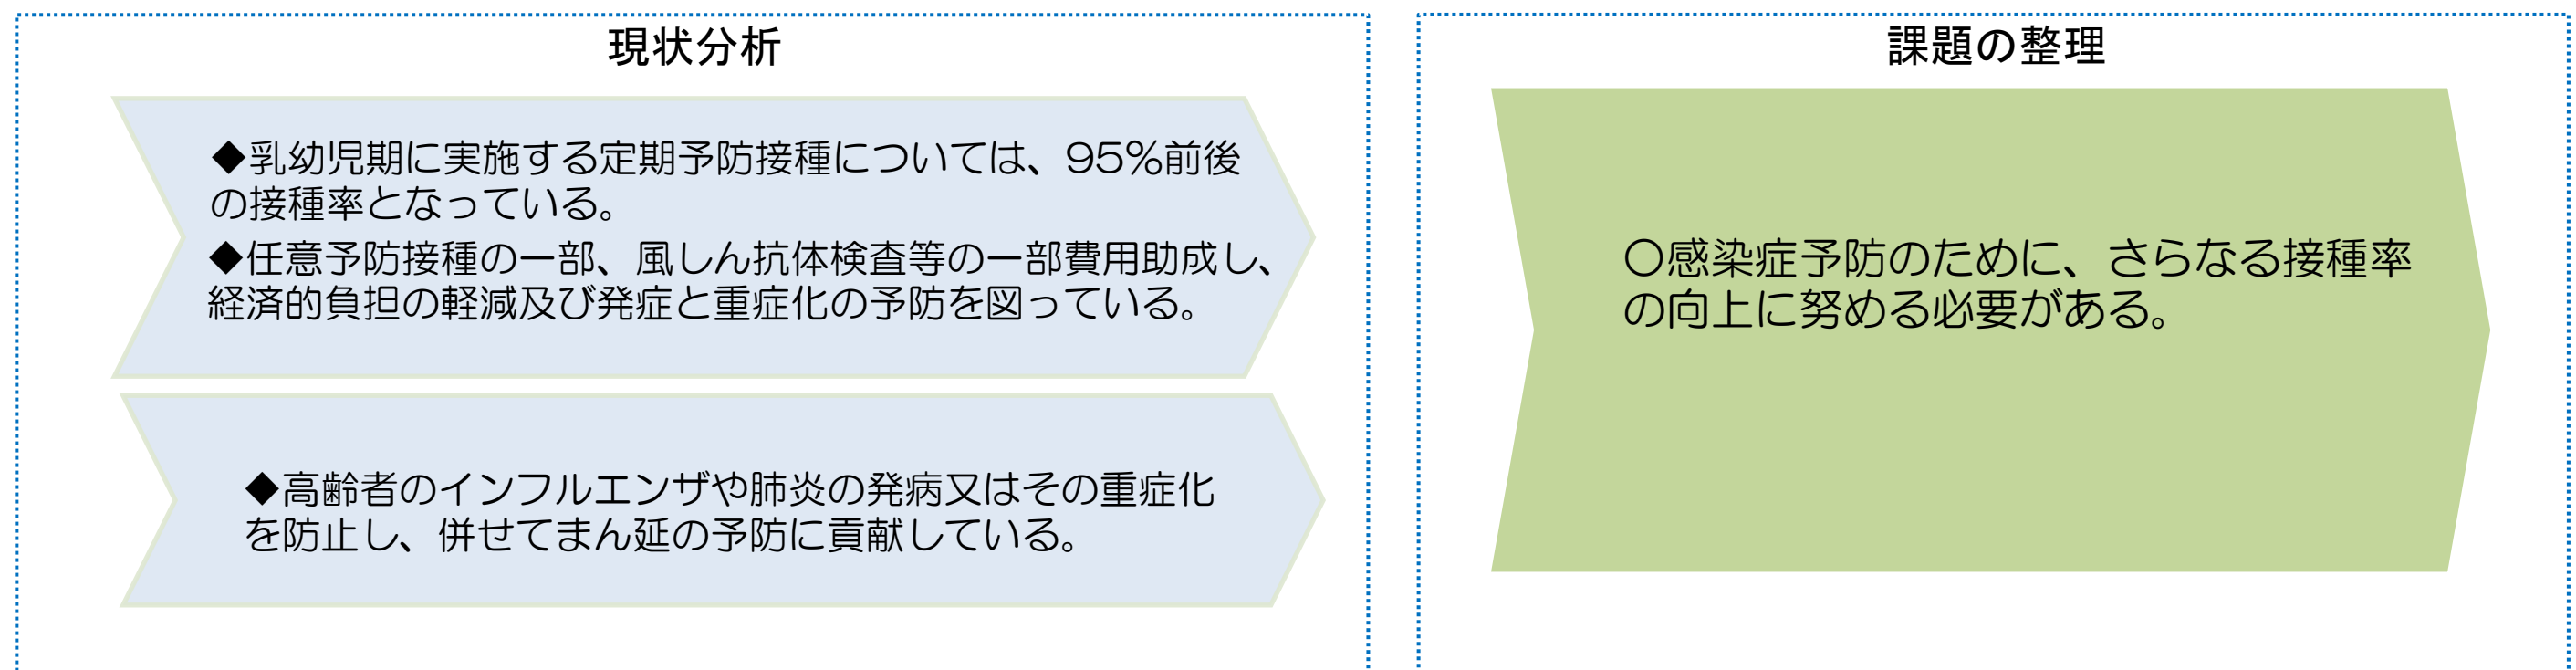 現状分析
◆乳幼児期に実施する定期予防接種については、95%前後
の接種率となっている。
◆任意予防接種の一部、風しん抗体検査等の一部費用助成し、
経済的負担の軽減及び発症と重症化の予防を図っている。
◆高齢者のインフルエンザや肺炎の発病又はその重症化
を防止し、併せてまん延の予防に貢献している。
課題の整理
〇感染症予防のために、さらなる接種率
の向上に努める必要がある。